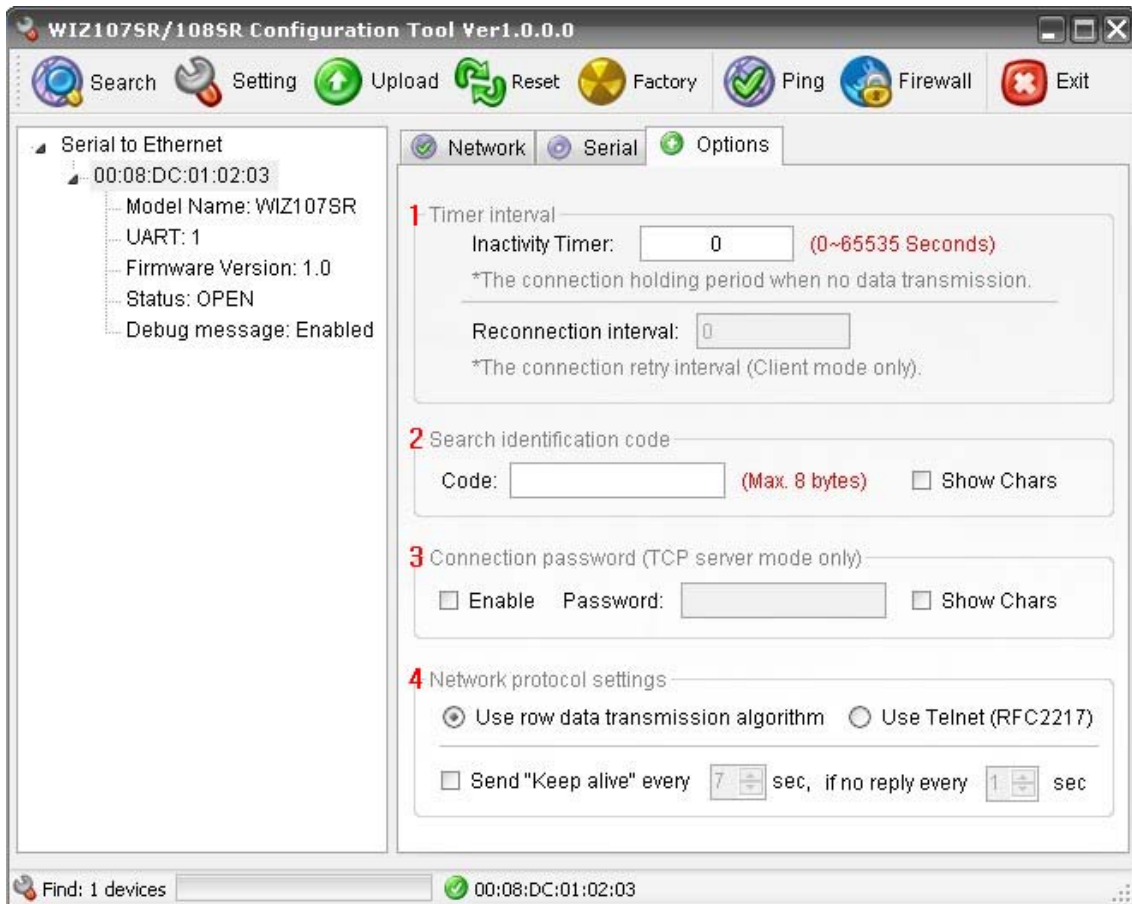 WIZ107SR/108SR Configuration Tool Ver1.0.0.0
Search Setting Upload Reset Factory Ping Firewall Exit
Serial to Ethernet
00:08:DC:01:02:03
Model Name: WIZ107SR
UART: 1
Firmware Version: 1.0
Status: OPEN
Debug message: Enabled
Network Serial Options
1 Timer interval
Inactivity Timer: 0 (0~65535 Seconds)
*The connection holding period when no data transmission.
Reconnection interval: 0
*The connection retry interval (Client mode only).
2 Search identification code
Code: (Max. 8 bytes) Show Chars
3 Connection password (TCP server mode only)
Enable Password: Show Chars
4 Network protocol settings
Use row data transmission algorithm Use Telnet (RFC2217)
Send "Keep alive" every 7 sec, if no reply every 1 sec
Find: 1 devices 00:08:DC:01:02:03